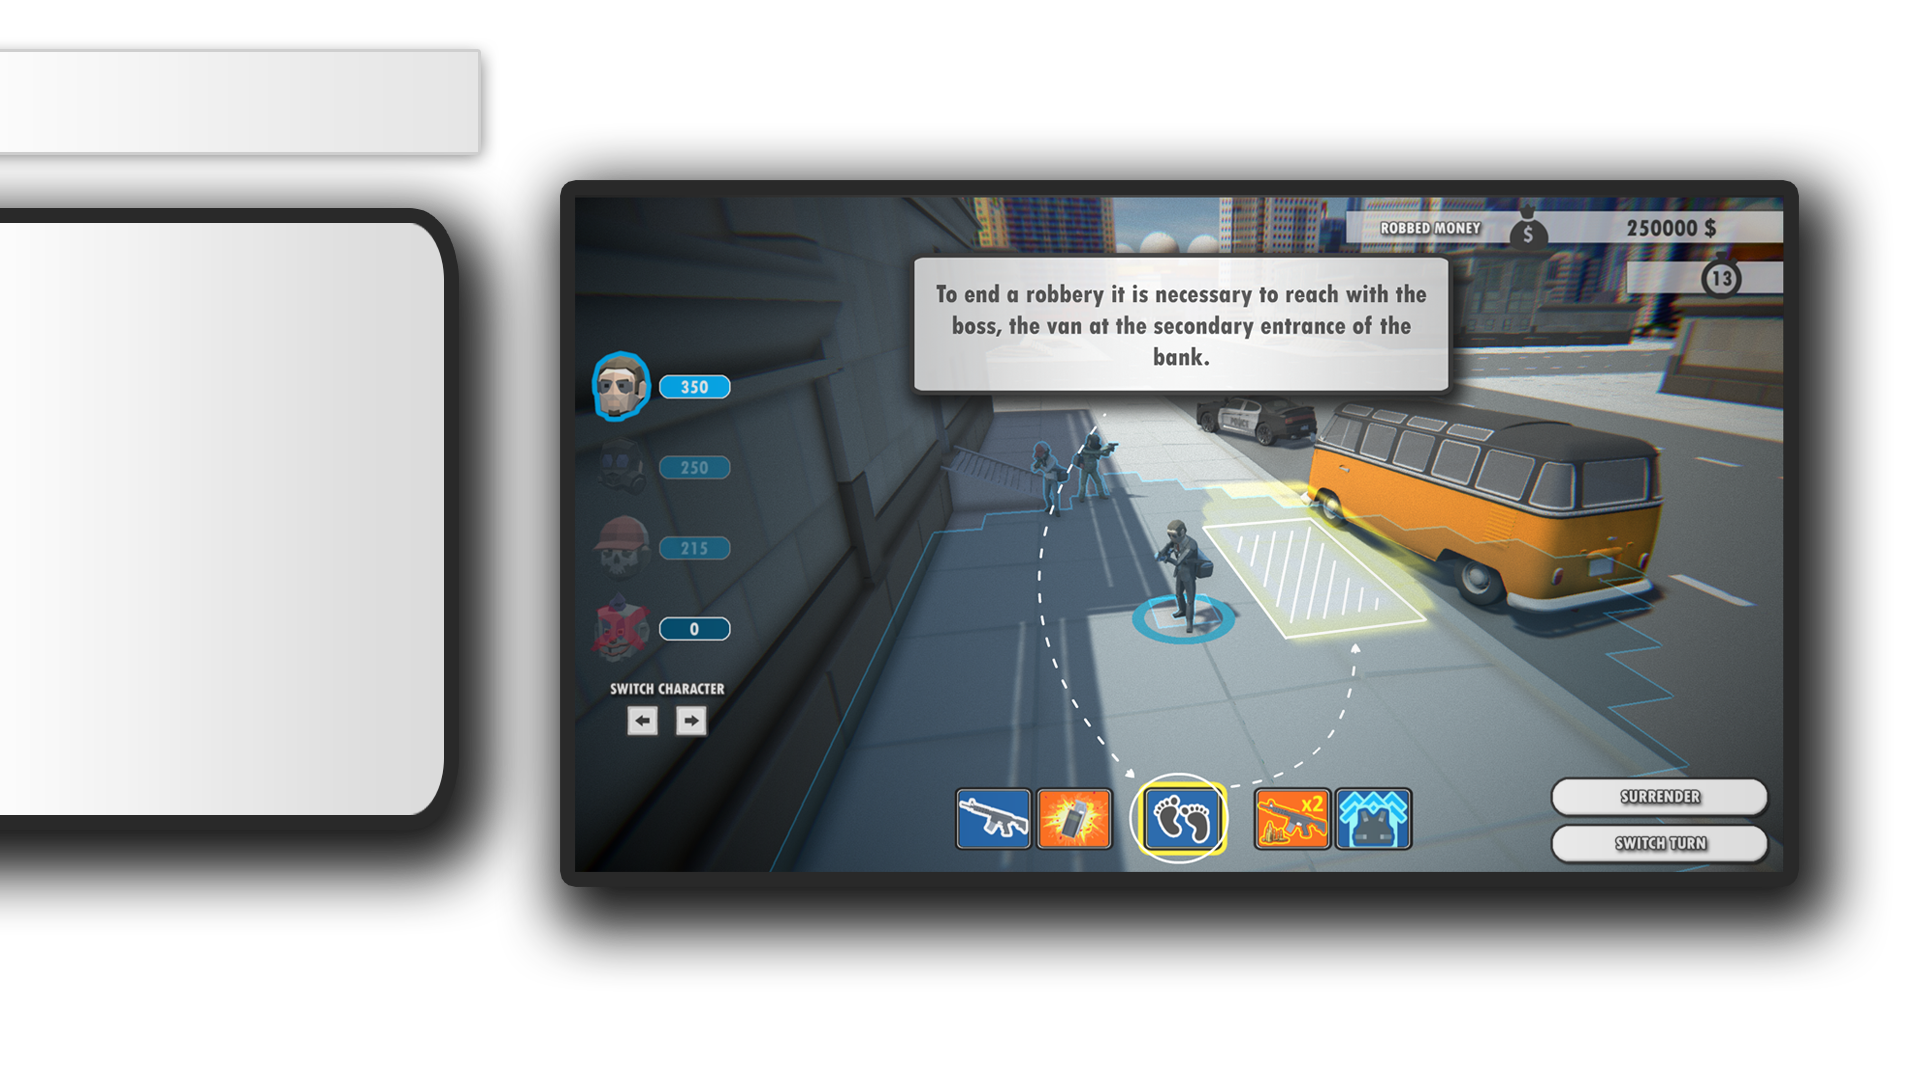 ROBBED MONEY
$
250000 $
13
To end a robbery it is necessary to reach with the
boss, the van at the secondary entrance of the
bank.
350
250
215
0
POLICE
SWITCH CHARACTER
x2
SURRENDER
SWITCH TURN